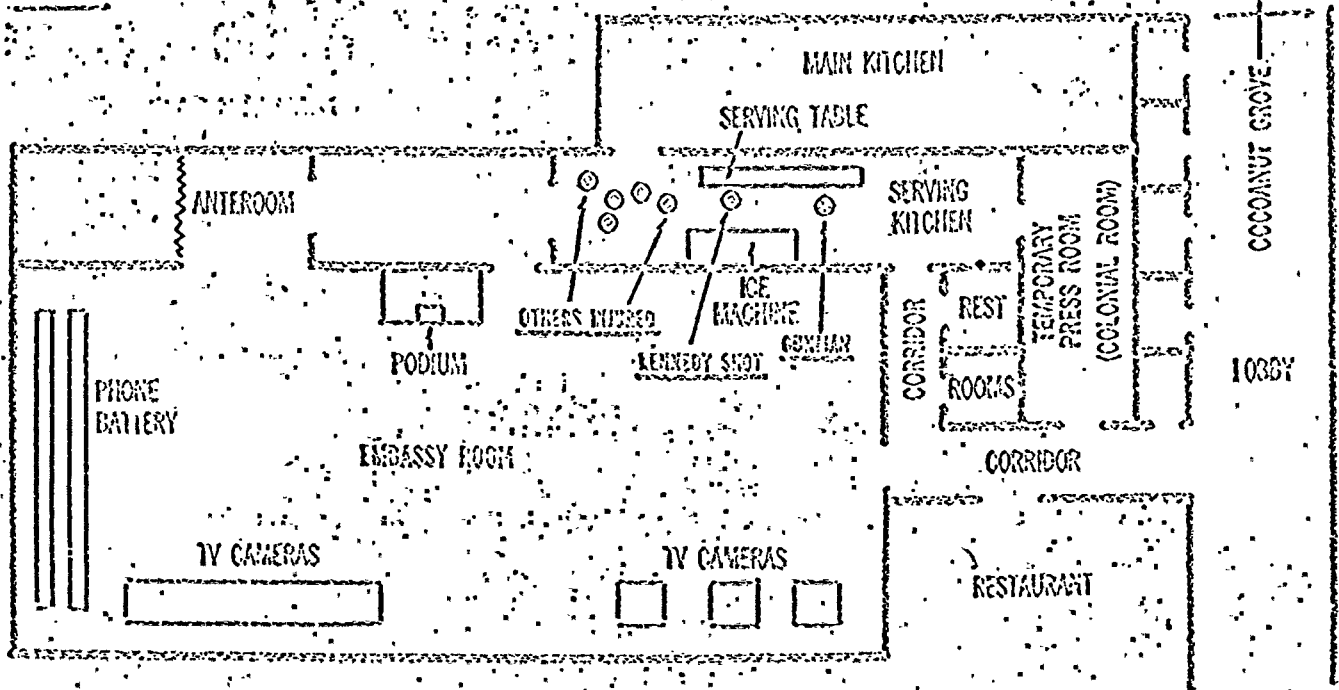 MAIN KITCHEN
SERVING TABLE
ANTEROOM
SERVING
KITCHEN
TEMPORARY
PRESS ROOM
(COLONIAL ROOM)
COCOANUT GROVE
ICE
MACHINE
OTHERS INJURED
KENNEDY SHOT
GUNMAN
PODIUM
CORRIDOR
REST
ROOMS
LOBBY
PHONE
BATTERY
EMBASSY ROOM
CORRIDOR
TV CAMERAS
TV CAMERAS
RESTAURANT